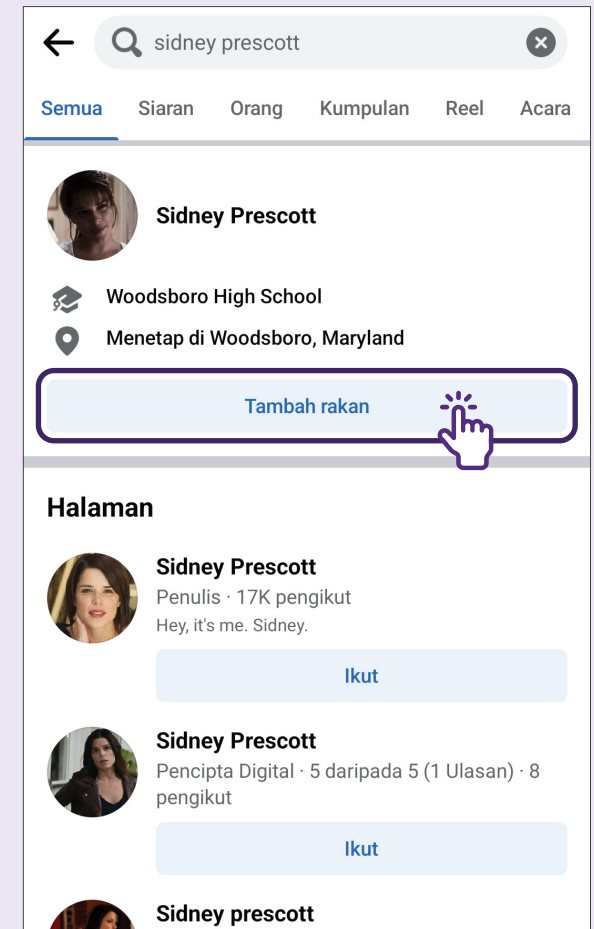 sidney prescott
Semua Siaran Orang Kumpulan Reel Acara
Sidney Prescott
Woodsboro High School
Menetap di Woodsboro, Maryland
Tambah rakan
Halaman
Sidney Prescott
Penulis · 17K pengikut
Hey, it's me. Sidney.
Ikut
Sidney Prescott
Pencipta Digital · 5 daripada 5 (1 Ulasan) · 8
pengikut
Ikut
Sidney prescott